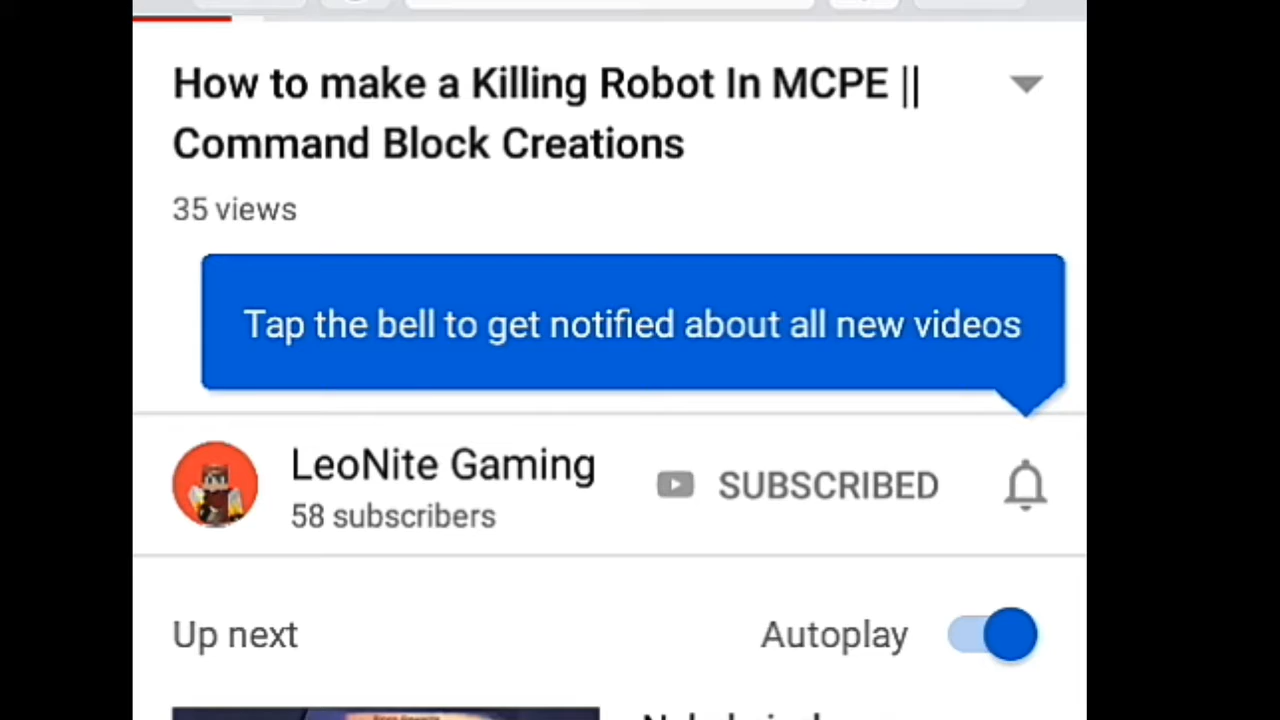 How to make a Killing Robot In MCPE ||
Command Block Creations
35 views
Tap the bell to get notified about all new videos
LeoNite Gaming
SUBSCRIBED
58 subscribers
Up next
Autoplay